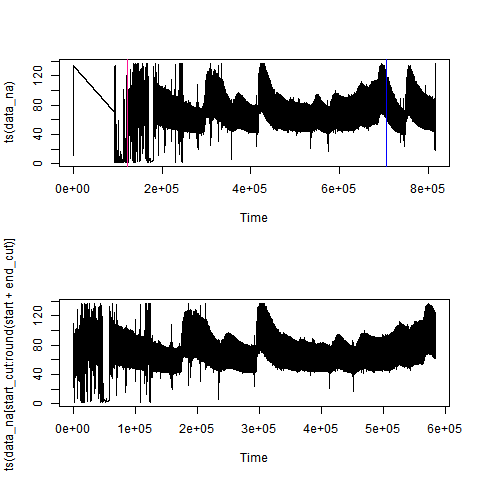 ts(data_na)
120
80
40
0
0e+00 2e+05 4e+05 6e+05 8e+05
Time
ts(data_na[start_cut:round(start + end_cut)]
120
80
40
0
0e+00 1e+05 2e+05 3e+05 4e+05 5e+05 6e+05
Time